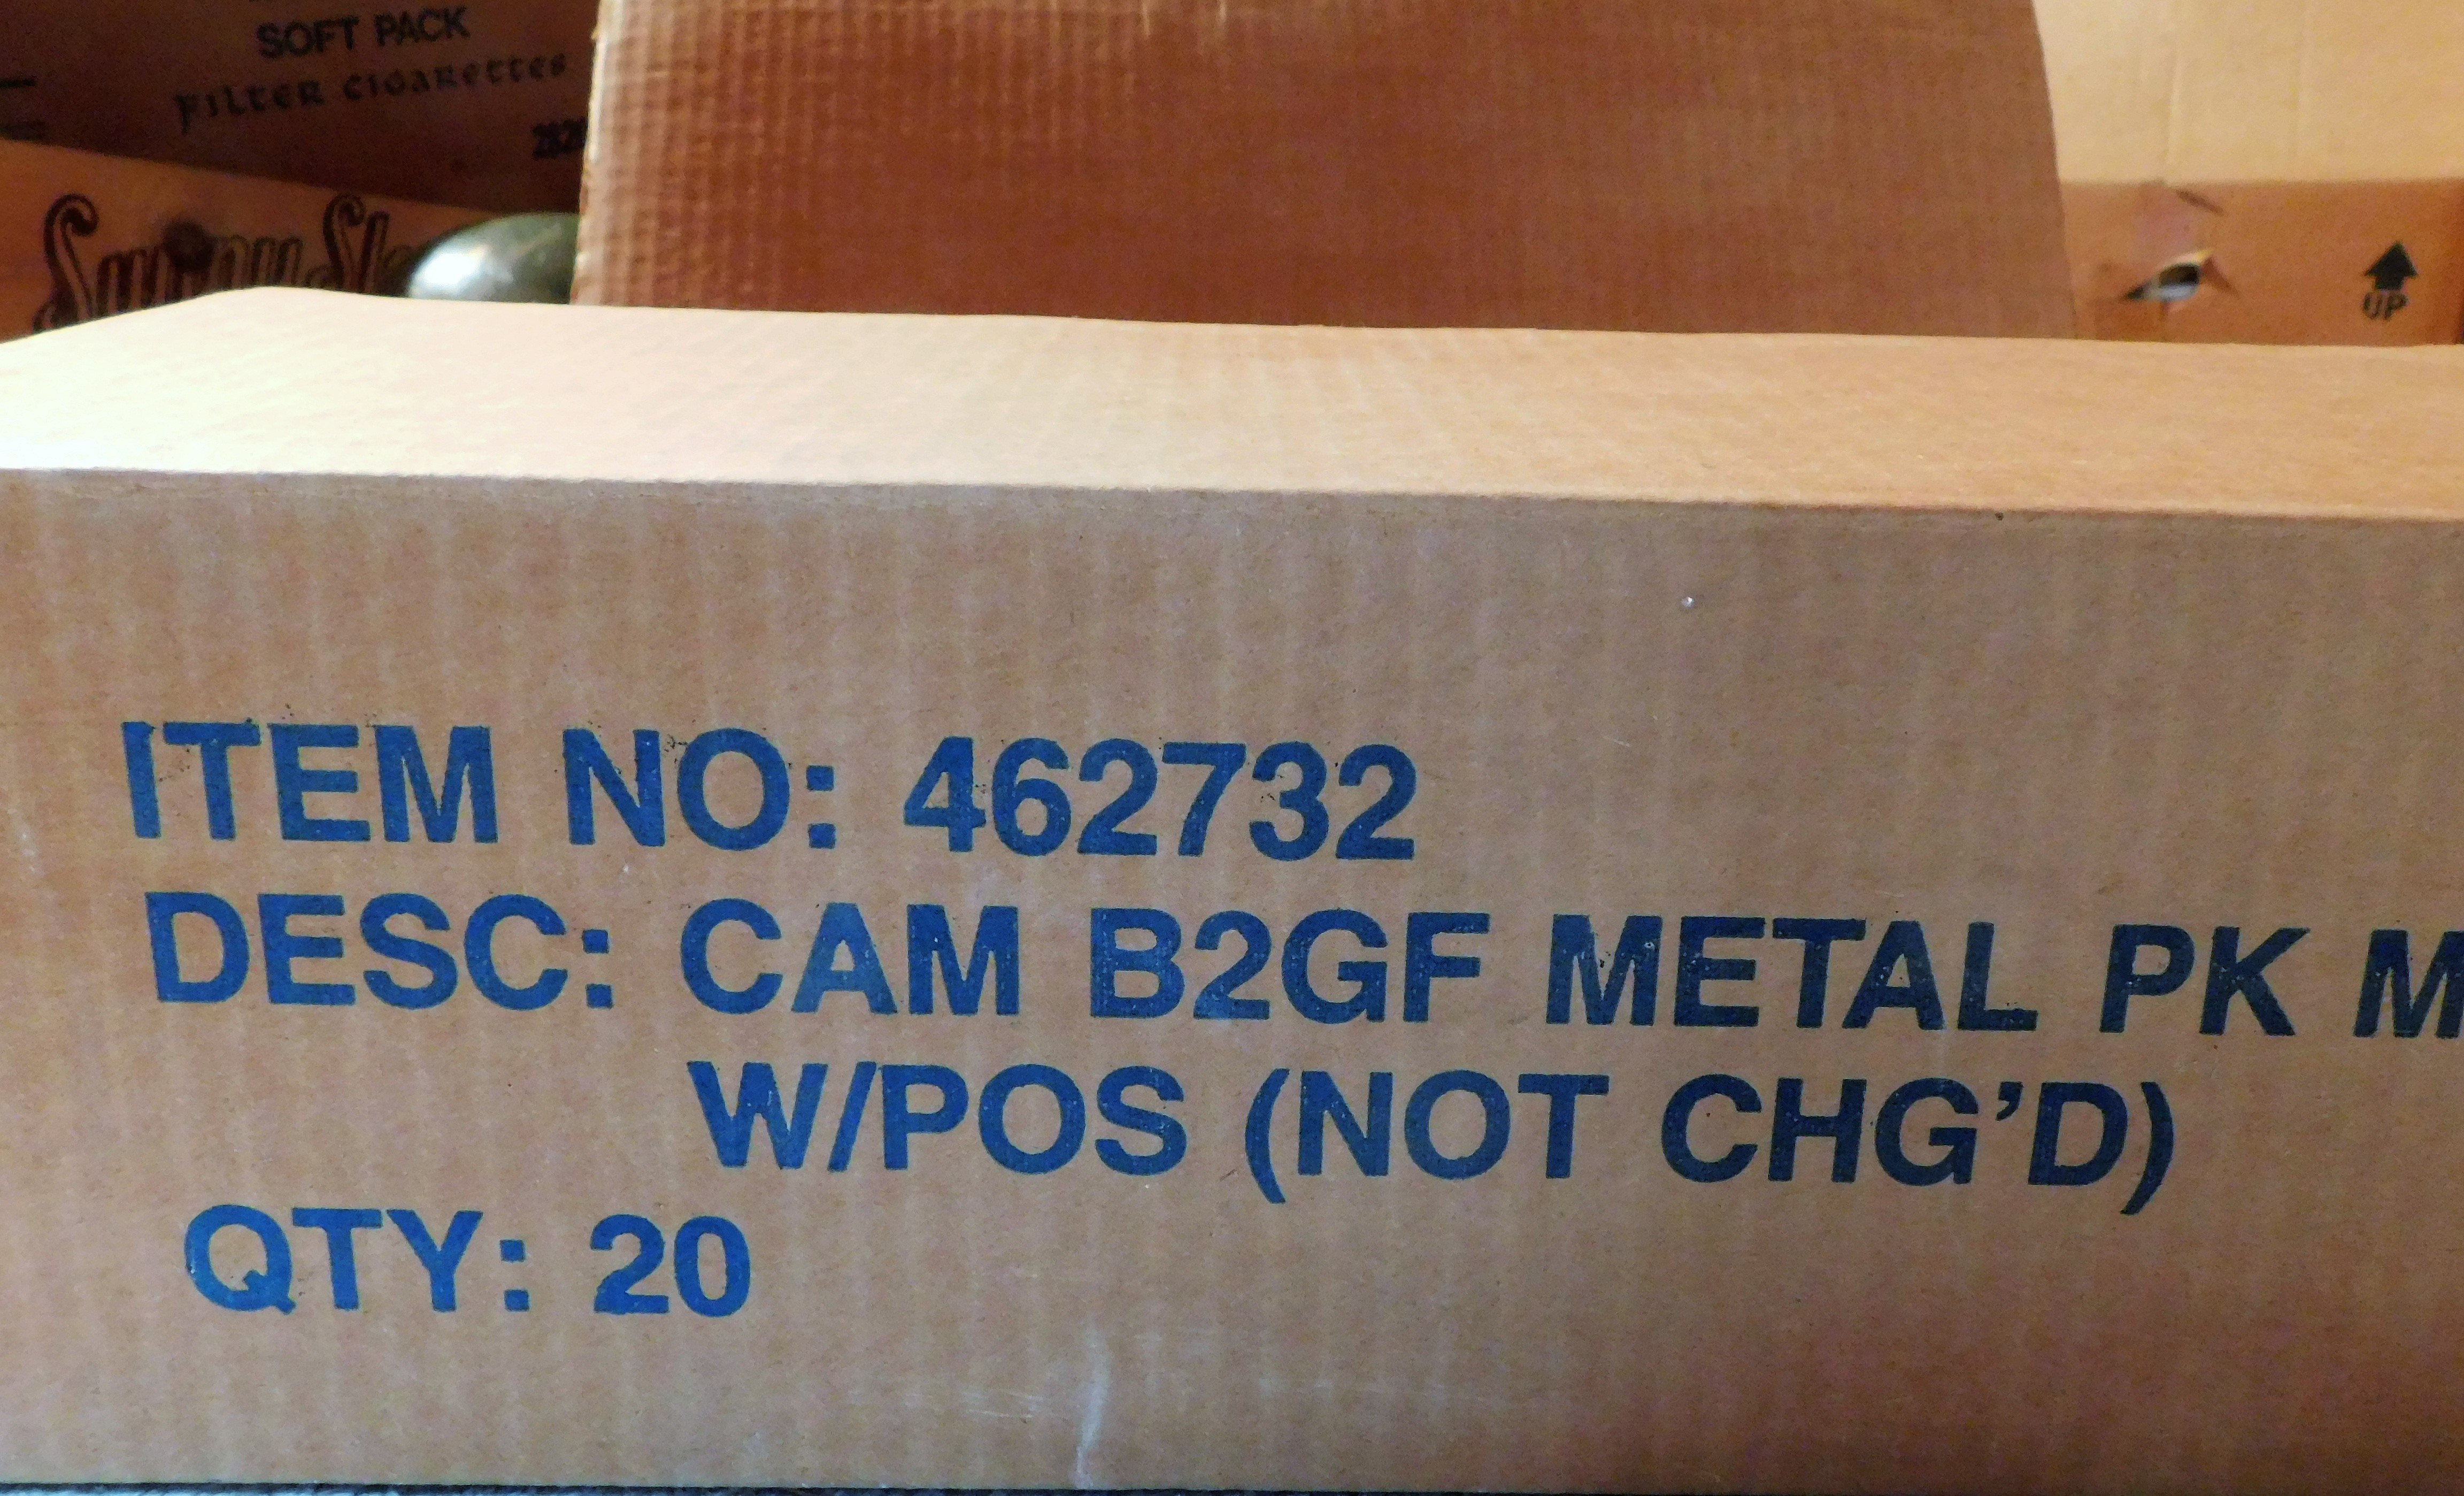 SOFT PACK
FILTER CIGARETTES
UP
ITEM NO: 462732
DESC: CAM B2GF METAL PK M
W/POS (NOT CHG'D)
QTY: 20